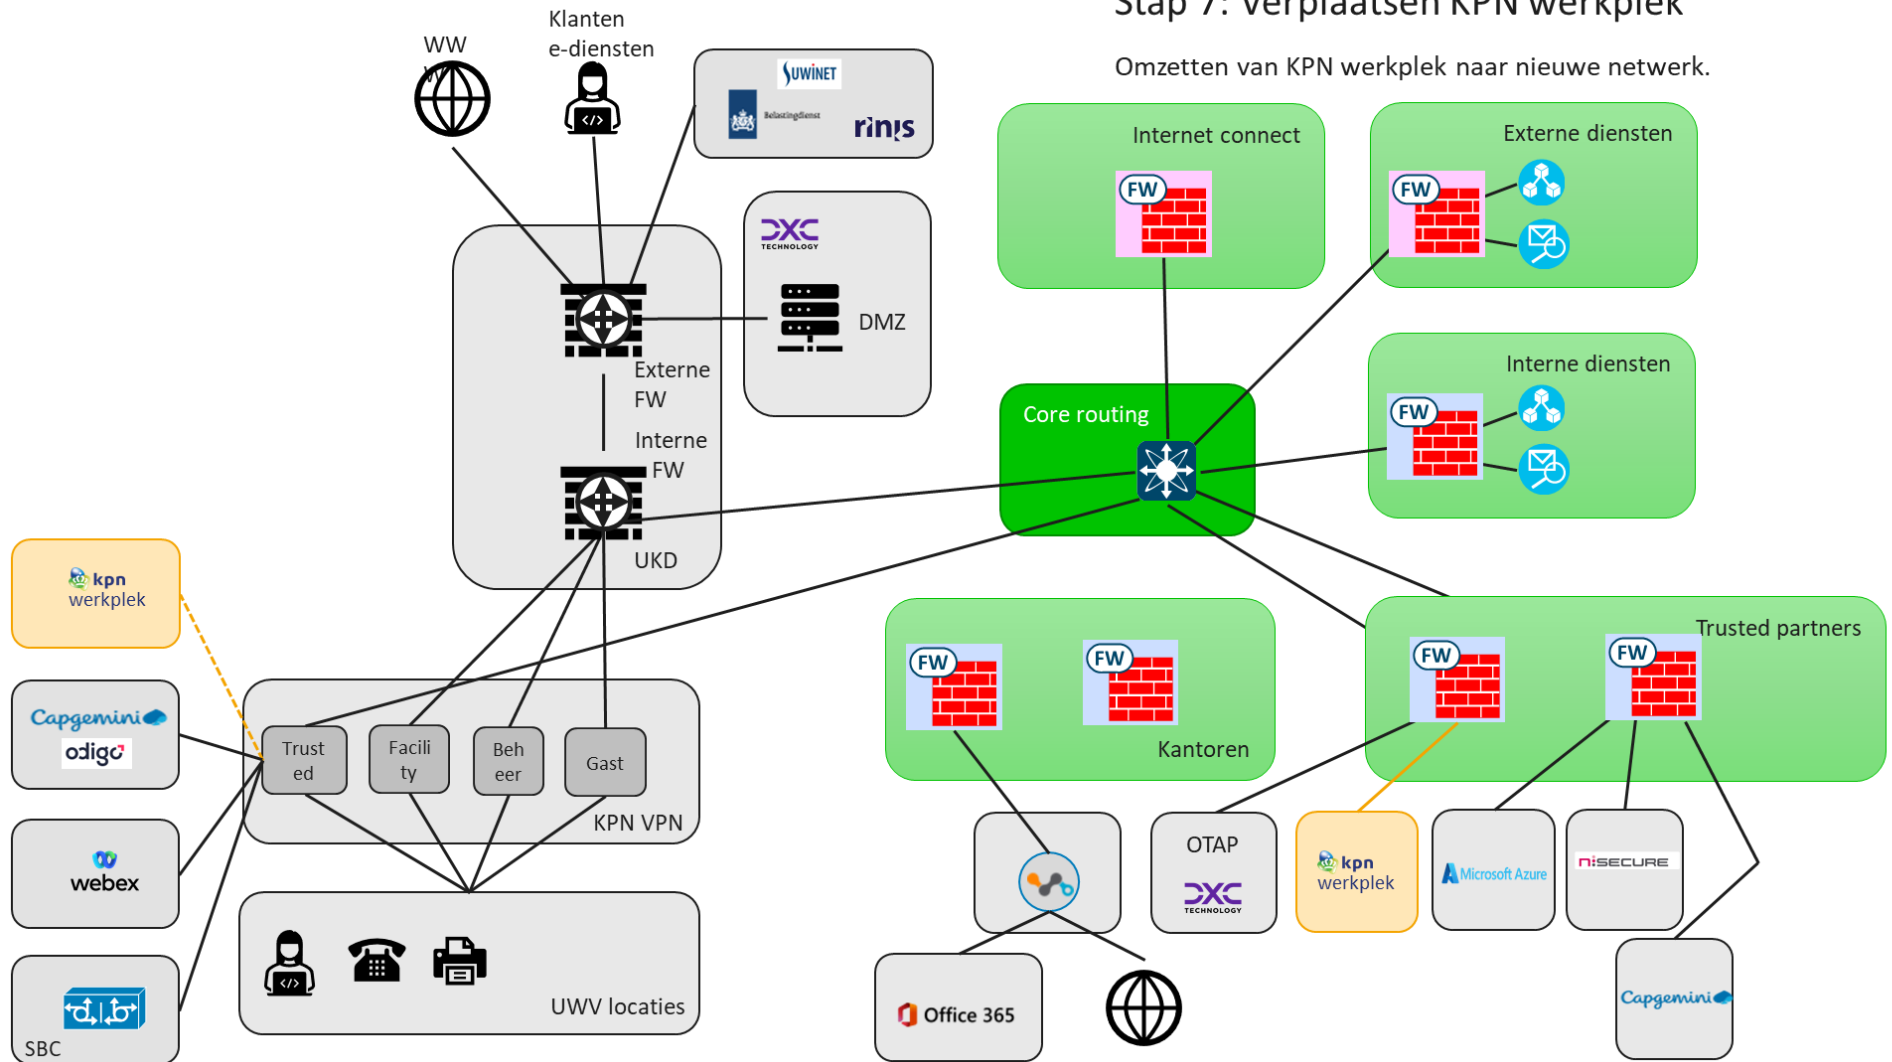 Stap 7: Verplaatsen KPN werkplek
Omzetten van KPN werkplek naar nieuwe netwerk.
Klanten
e-diensten
WW
W
SUWINET
Belastingdienst
rinis
Internet connect
FW
Externe diensten
FW
DXC
TECHNOLOGY
DMZ
Externe
FW
Interne
FW
UKD
Interne diensten
FW
Core routing
kpn
werkplek
Capgemini
odigo
webex
SBC
d b
Trust
ed
Facili
ty
Beh
eer
Gast
KPN VPN
UWV locaties
FW
FW
Kantoren
Trusted partners
FW
FW
OTAP
DXC
TECHNOLOGY
kpn
werkplek
Microsoft Azure
nisecure
Office 365
Capgemini